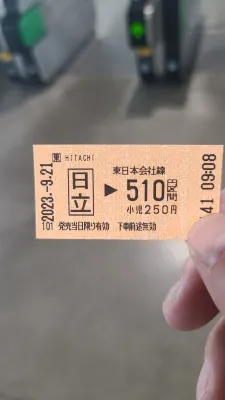 東 HITACHI
東日本会社線
日立 ▶ 510円区間
小児250円
101 発売当日限り有効 下車前途無効
2023.-9.21
41 09:08